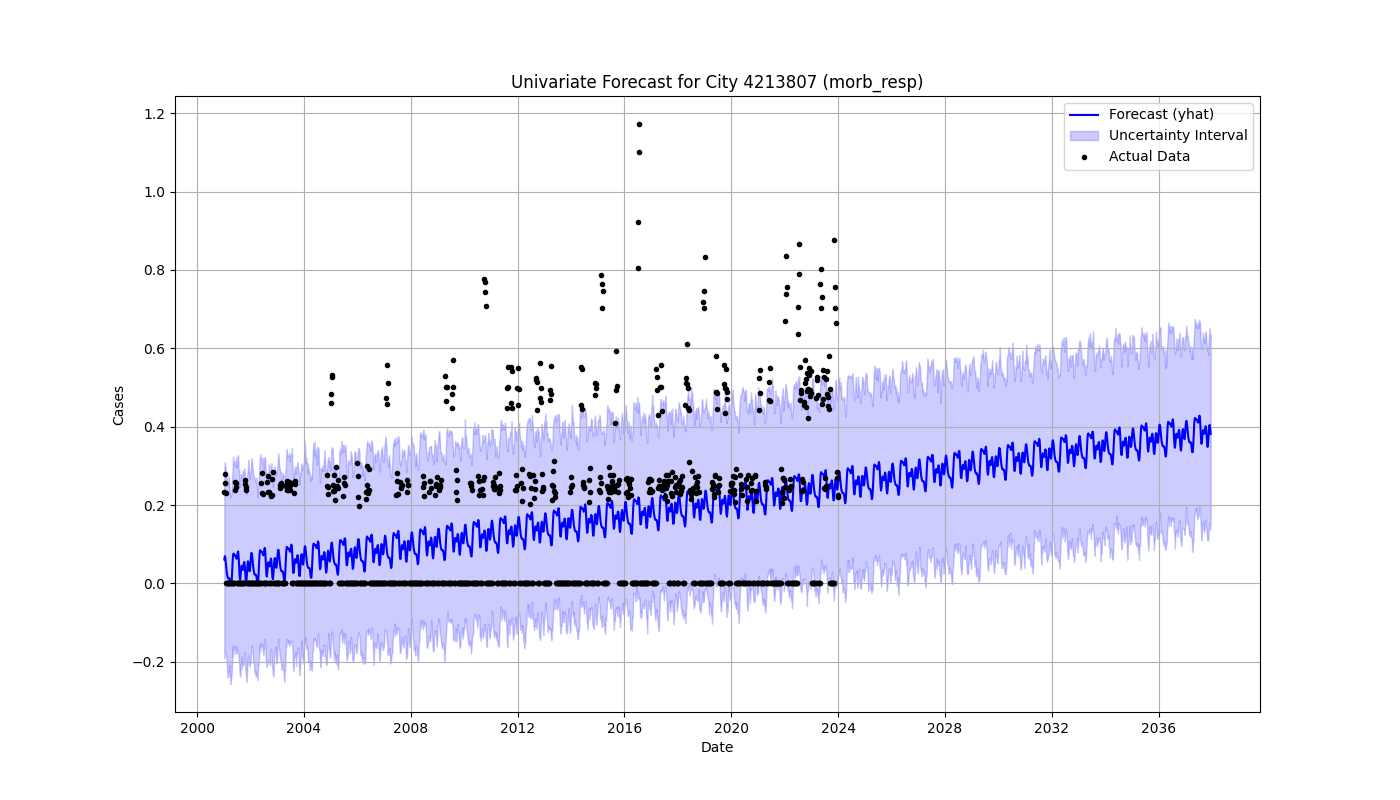 Univariate Forecast for City 4213807 (morb_resp)
Forecast (yhat)
Uncertainty Interval
Actual Data
Cases
1.2
1.0
0.8
0.6
0.4
0.2
0.0
−0.2
2000 2004 2008 2012 2016 2020 2024 2028 2032 2036
Date